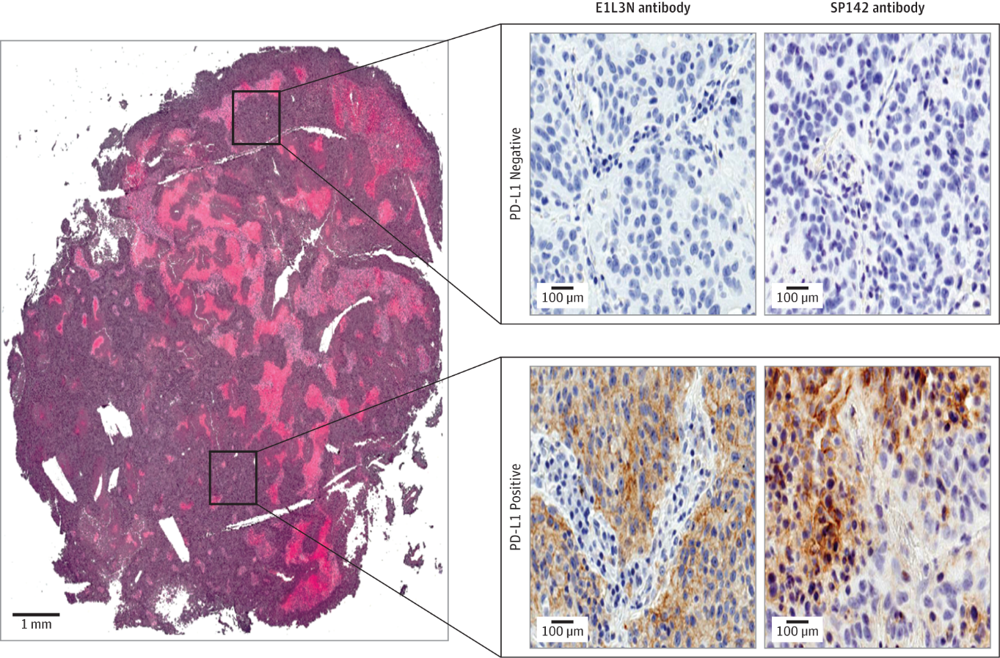 E1L3N antibody
SP142 antibody
PD-L1 Negative
100 µm
100 µm
PD-L1 Positive
100 µm
100 µm
1 mm